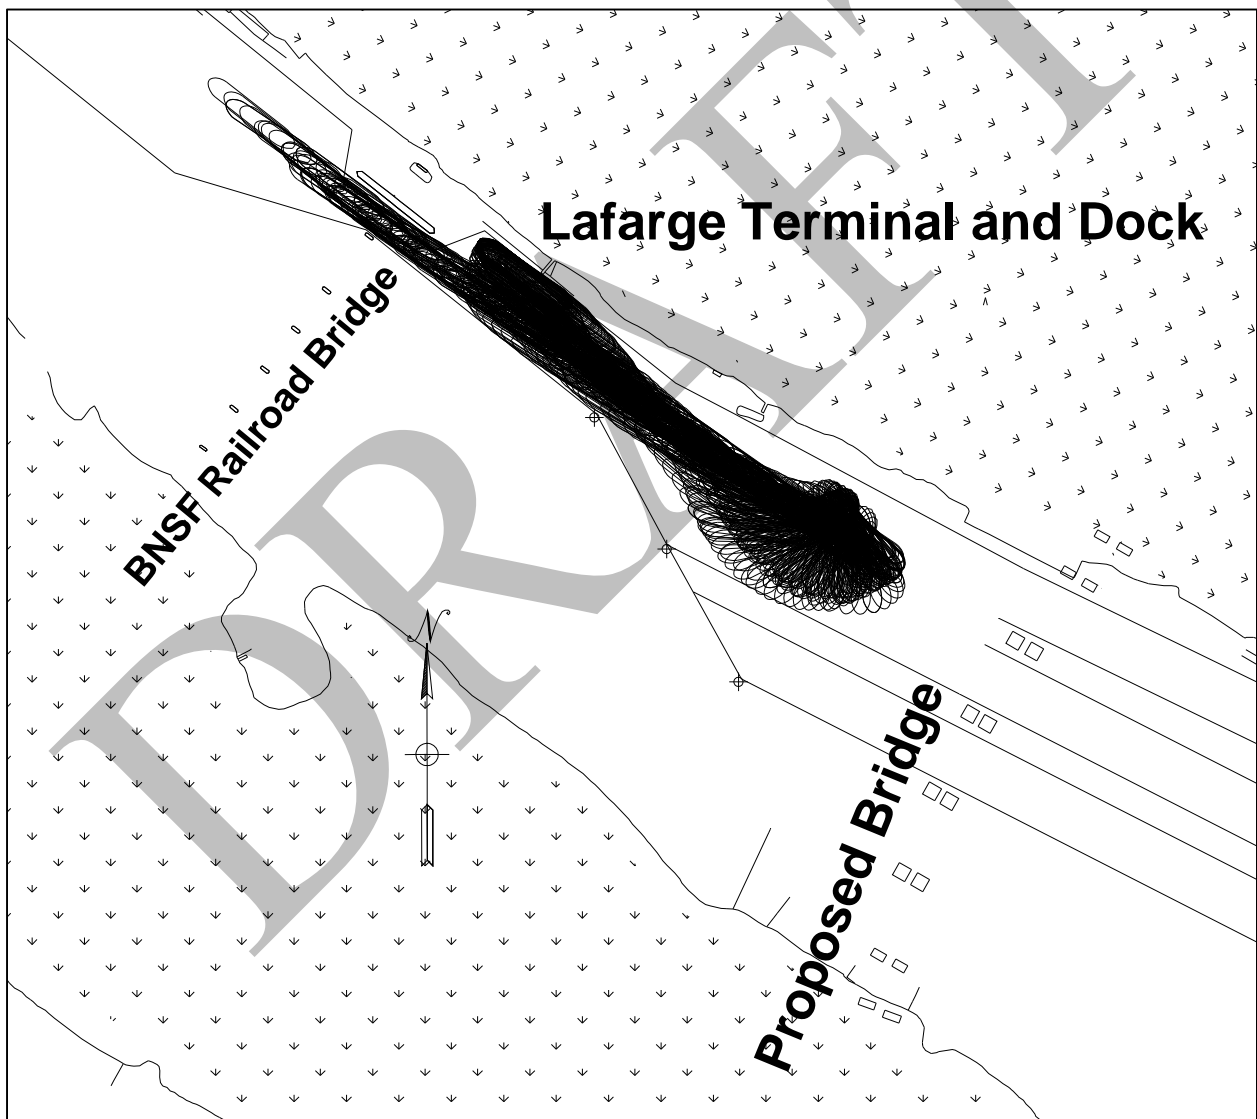 DRAFT
Lafarge Terminal and Dock
BNSF Railroad Bridge
N
Proposed Bridge